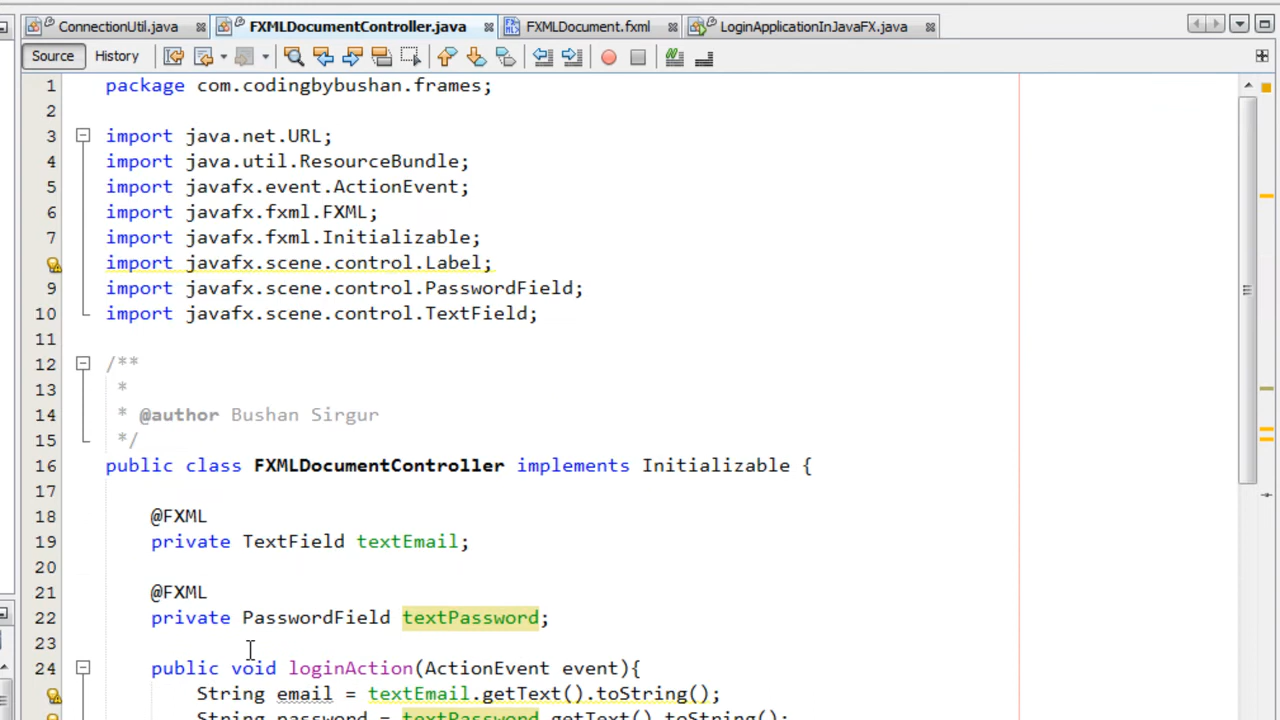 ConnectionUtil.java FXMLDocumentController.java FXMLDocument.fxml LoginApplicationInJavaFX.java
Source History
1 package com.codingbybushan.frames;
2
3 import java.net.URL;
4 import java.util.ResourceBundle;
5 import javafx.event.ActionEvent;
6 import javafx.fxml.FXML;
7 import javafx.fxml.Initializable;
import javafx.scene.control.Label;
9 import javafx.scene.control.PasswordField;
10 import javafx.scene.control.TextField;
11
12 /**
13 *
14 * @author Bushan Sirgur
15 */
16 public class FXMLDocumentController implements Initializable {
17
18 @FXML
19 private TextField textEmail;
20
21 @FXML
22 private PasswordField textPassword;
23
24 public void loginAction(ActionEvent event){
String email = textEmail.getText().toString();
String password = textPassword.getText().toString();